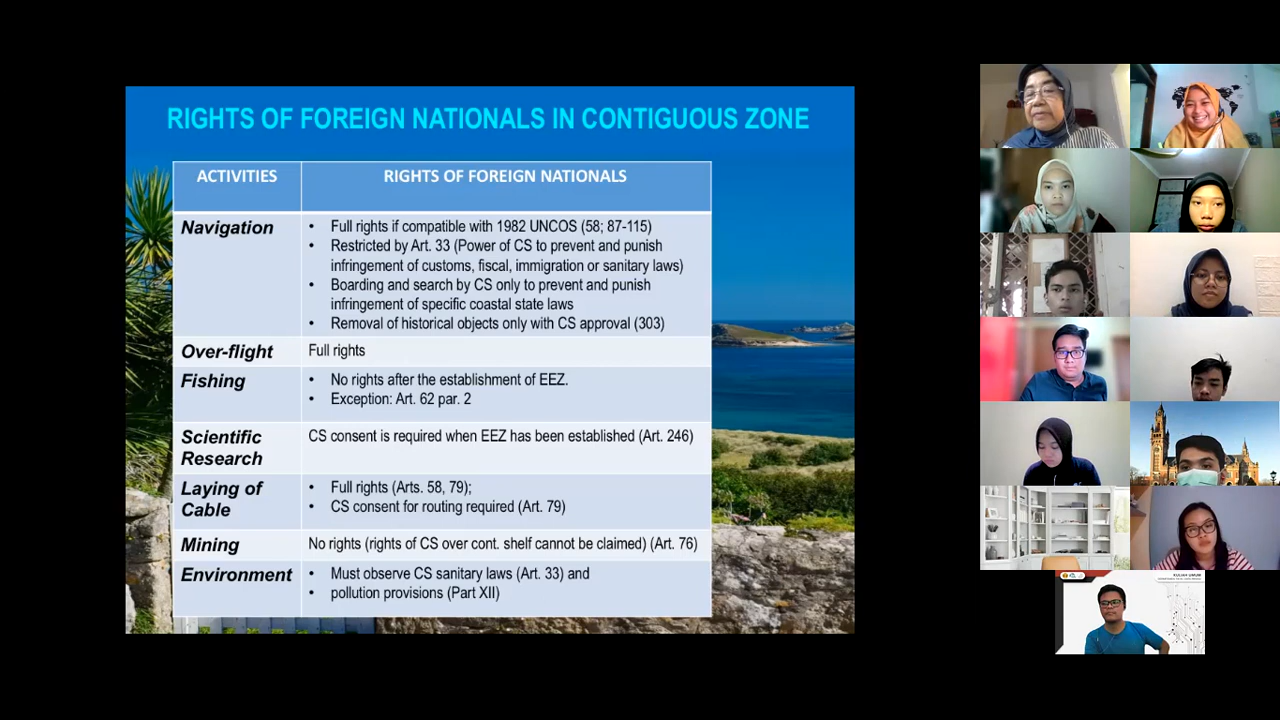 RIGHTS OF FOREIGN NATIONALS IN CONTIGUOUS ZONE
ACTIVITIES
RIGHTS OF FOREIGN NATIONALS
Navigation
• Full rights if compatible with 1982 UNCOS (58; 87-115)
• Restricted by Art. 33 (Power of CS to prevent and punish
infringement of customs, fiscal, immigration or sanitary laws)
• Boarding and search by CS only to prevent and punish
infringement of specific coastal state laws
• Removal of historical objects only with CS approval (303)
Over-flight
Full rights
Fishing
• No rights after the establishment of EEZ.
• Exception: Art. 62 par. 2
Scientific
Research
CS consent is required when EEZ has been established (Art. 246)
Laying of
Cable
• Full rights (Arts. 58, 79);
• CS consent for routing required (Art. 79)
Mining
No rights (rights of CS over cont. shelf cannot be claimed) (Art. 76)
Environment
• Must observe CS sanitary laws (Art. 33) and
• pollution provisions (Part XII)
KULIAH UMUM